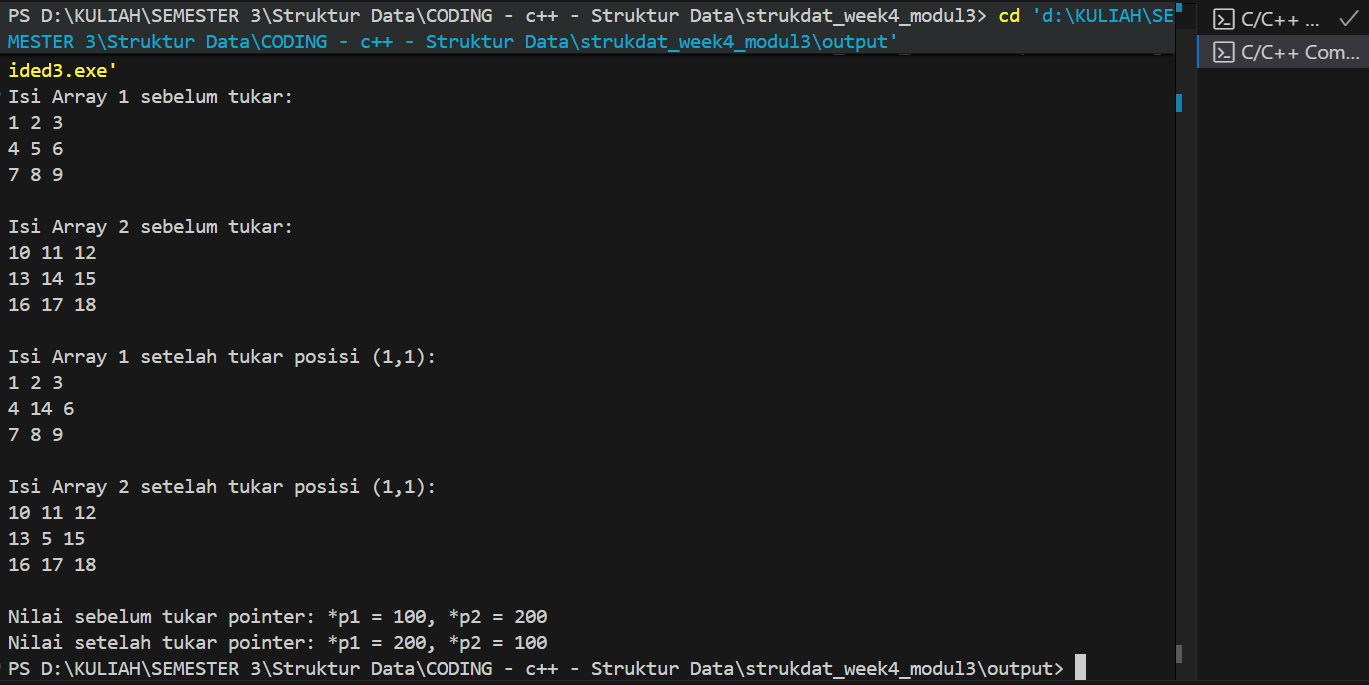 PS D:\KULIAH\SEMESTER 3\Struktur Data\CODING - c++ - Struktur Data\strukdat_week4_modul3> cd 'd:\KULIAH\SE
MESTER 3\Struktur Data\CODING - c++ - Struktur Data\strukdat_week4_modul3\output'
ided3.exe'
Isi Array 1 sebelum tukar:
1 2 3
4 5 6
7 8 9
Isi Array 2 sebelum tukar:
10 11 12
13 14 15
16 17 18
Isi Array 1 setelah tukar posisi (1,1):
1 2 3
4 14 6
7 8 9
Isi Array 2 setelah tukar posisi (1,1):
10 11 12
13 5 15
16 17 18
Nilai sebelum tukar pointer: *p1 = 100, *p2 = 200
Nilai setelah tukar pointer: *p1 = 200, *p2 = 100
PS D:\KULIAH\SEMESTER 3\Struktur Data\CODING - c++ - Struktur Data\strukdat_week4_modul3\output>
C/C++ ...
C/C++ Com...